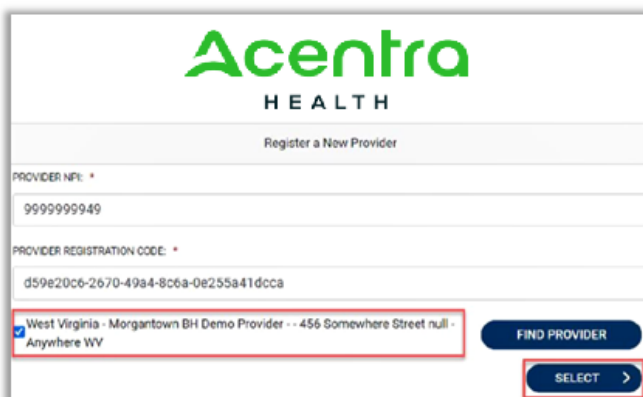 Acentra
HEALTH
Register a New Provider
PROVIDER NPI: *
9999999949
PROVIDER REGISTRATION CODE: *
d59e20c6-2670-49a4-8c6a-0e255a41dcca
West Virginia - Morgantown BH Demo Provider - - 456 Somewhere Street null -
Anywhere WV
FIND PROVIDER
SELECT >